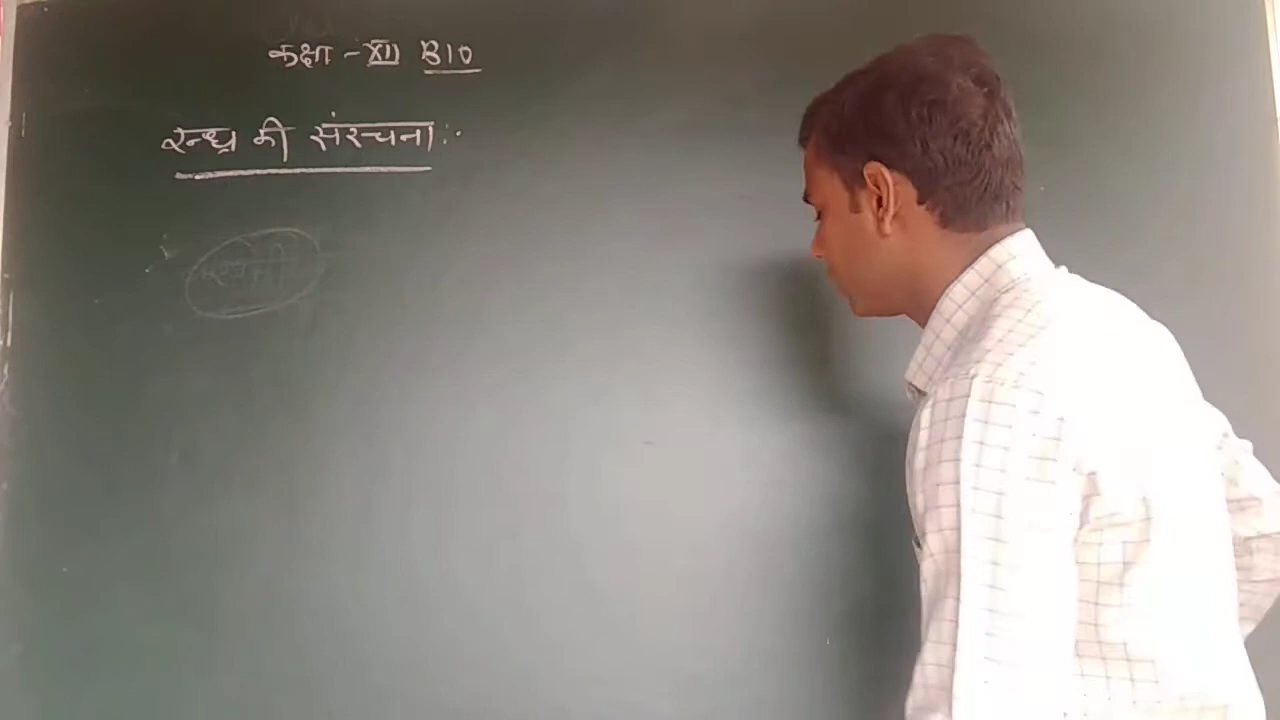 कक्षा - XII BIO
रन्ध्र की संरचना:-